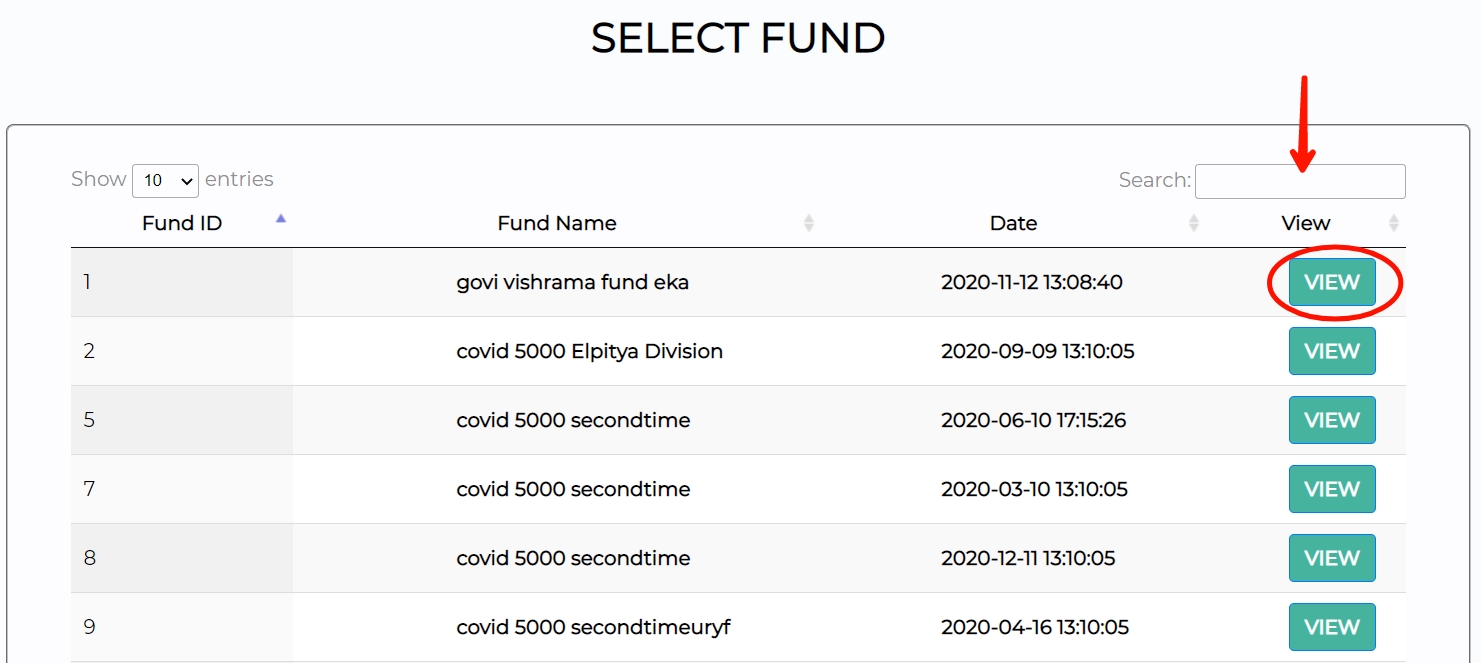 SELECT FUND
Show 10 entries Search:
Fund ID Fund Name Date View
1 govi vishrama fund eka 2020-11-12 13:08:40 VIEW
2 covid 5000 Elpitya Division 2020-09-09 13:10:05 VIEW
5 covid 5000 secondtime 2020-06-10 17:15:26 VIEW
7 covid 5000 secondtime 2020-03-10 13:10:05 VIEW
8 covid 5000 secondtime 2020-12-11 13:10:05 VIEW
9 covid 5000 secondtimeuryf 2020-04-16 13:10:05 VIEW